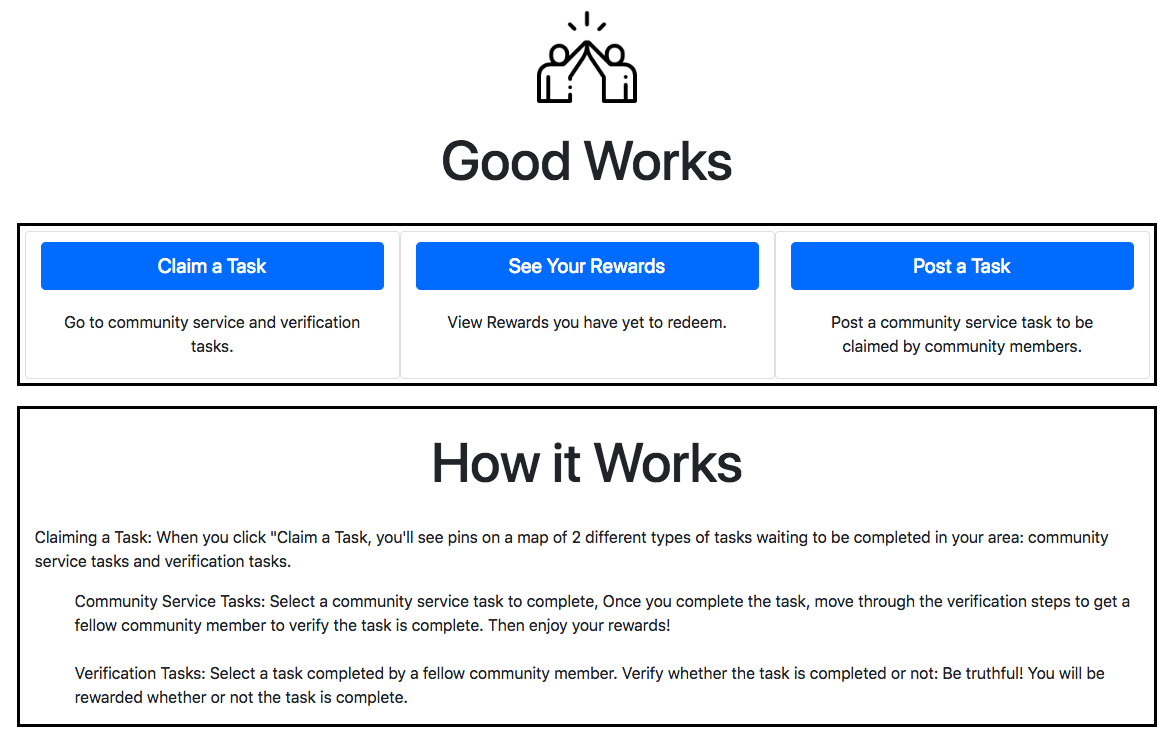 Good Works
Claim a Task
Go to community service and verification
tasks.
See Your Rewards
View Rewards you have yet to redeem.
Post a Task
Post a community service task to be
claimed by community members.
How it Works
Claiming a Task: When you click "Claim a Task, you'll see pins on a map of 2 different types of tasks waiting to be completed in your area: community
service tasks and verification tasks.
Community Service Tasks: Select a community service task to complete, Once you complete the task, move through the verification steps to get a
fellow community member to verify the task is complete. Then enjoy your rewards!
Verification Tasks: Select a task completed by a fellow community member. Verify whether the task is completed or not: Be truthful! You will be
rewarded whether or not the task is complete.